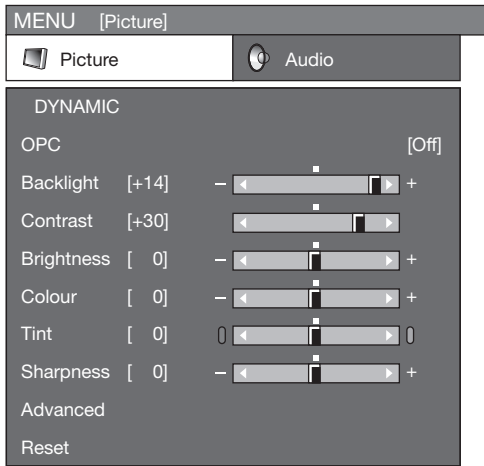 MENU [Picture]
Picture Audio
DYNAMIC
OPC [Off]
Backlight [+14] – +
Contrast [+30]
Brightness [ 0] – +
Colour [ 0] – +
Tint [ 0]
Sharpness [ 0] – +
Advanced
Reset